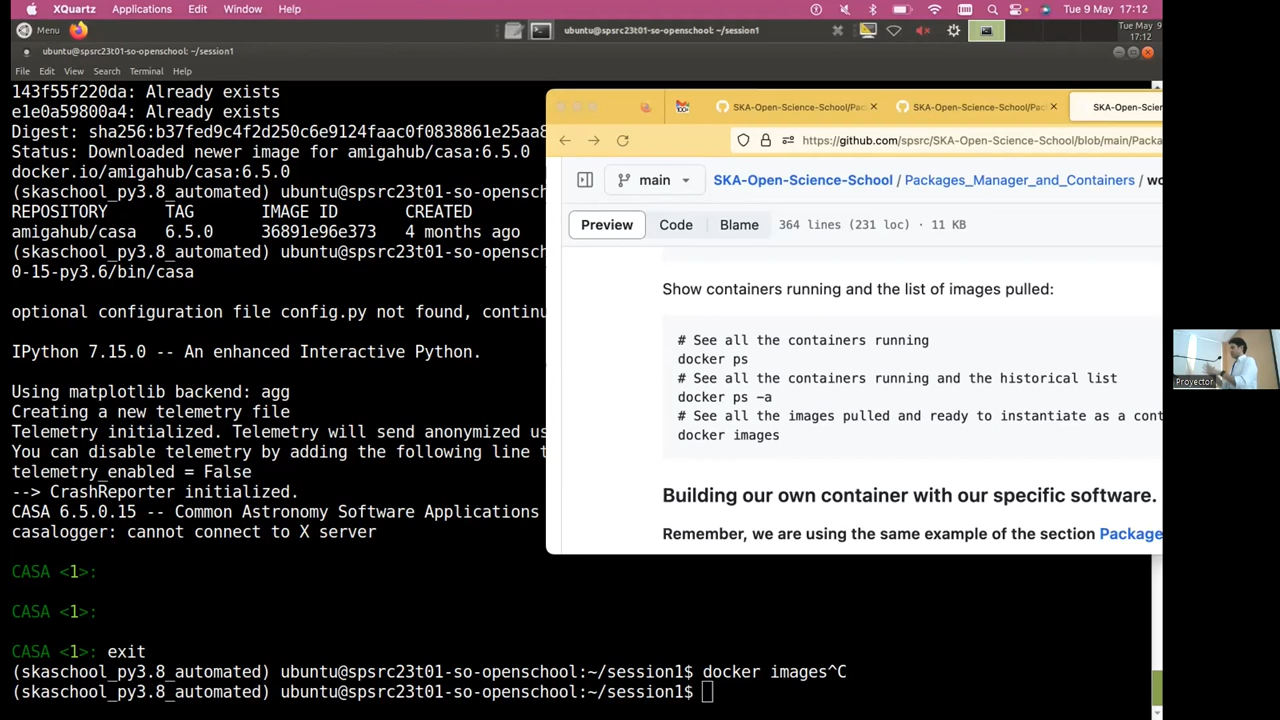 XQuartz Applications Edit Window Help Tue 9 May 17:12
Menu ubuntu@spsrc23t01-so-openschool: ~/session1 Tue May 9
17:12
ubuntu@spsrc23t01-so-openschool: ~/session1
File Edit View Search Terminal Help
143f55f220da: Already exists
e1e0a59800a4: Already exists
Digest: sha256:b37fed9c4f2d250c6e9124faac0f0838861e25aa8
Status: Downloaded newer image for amigahub/casa:6.5.0
docker.io/amigahub/casa:6.5.0
(skaschool_py3.8_automated) ubuntu@spsrc23t01-so-opensch
REPOSITORY TAG IMAGE ID CREATED
amigahub/casa 6.5.0 36891e96e373 4 months ago
(skaschool_py3.8_automated) ubuntu@spsrc23t01-so-opensch
0-15-py3.6/bin/casa
optional configuration file config.py not found, continu
IPython 7.15.0 -- An enhanced Interactive Python.
Using matplotlib backend: agg
Creating a new telemetry file
Telemetry initialized. Telemetry will send anonymized us
You can disable telemetry by adding the following line t
telemetry_enabled = False
--> CrashReporter initialized.
CASA 6.5.0.15 -- Common Astronomy Software Applications
casalogger: cannot connect to X server
CASA <1>:
CASA <1>:
CASA <1>: exit
(skaschool_py3.8_automated) ubuntu@spsrc23t01-so-openschool:~/session1$ docker images^C
(skaschool_py3.8_automated) ubuntu@spsrc23t01-so-openschool:~/session1$
SKA-Open-Science-School/Pac SKA-Open-Science-School/Pac SKA-Open-Scien
https://github.com/spsrc/SKA-Open-Science-School/blob/main/Packa
main SKA-Open-Science-School / Packages_Manager_and_Containers / wo
Preview Code Blame 364 lines (231 loc) · 11 KB
Show containers running and the list of images pulled:
# See all the containers running
docker ps
# See all the containers running and the historical list
docker ps -a
# See all the images pulled and ready to instantiate as a cont
docker images
Building our own container with our specific software.
Remember, we are using the same example of the section Package
Proyector